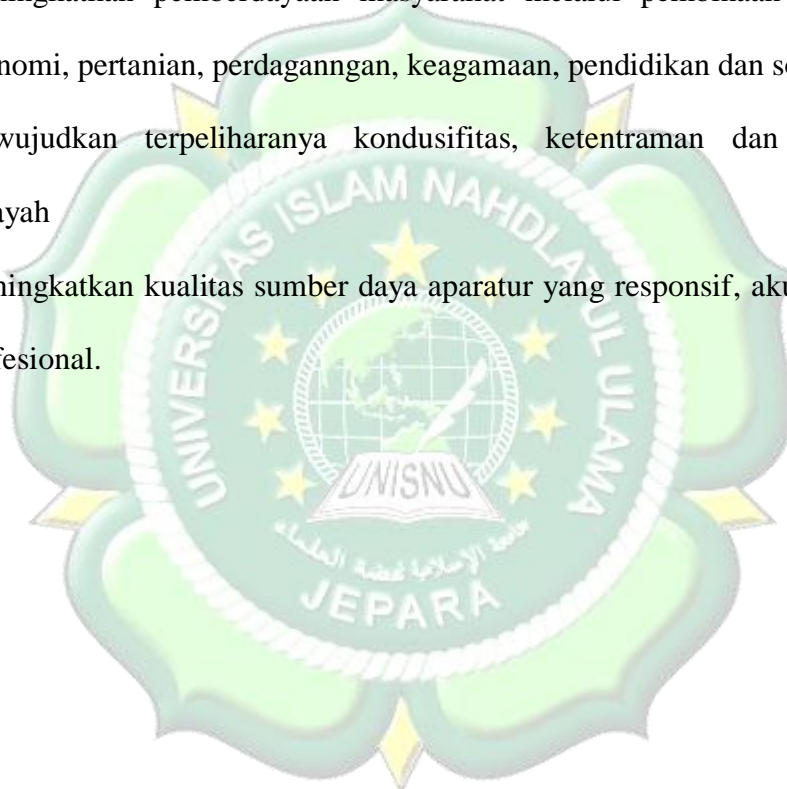 ningkatkan pemberdayaan masyarakat melalui pembinaan
nomi, pertanian, perdaganngan, keagamaan, pendidikan dan so
wujudkan terpeliharanya kondusifitas, ketentraman dan
ayah
ningkatkan kualitas sumber daya aparatur yang responsif, aku
fesional.
UNIVERSITAS ISLAM NAHDLATUL ULAMA
UNISNU
JEPARA